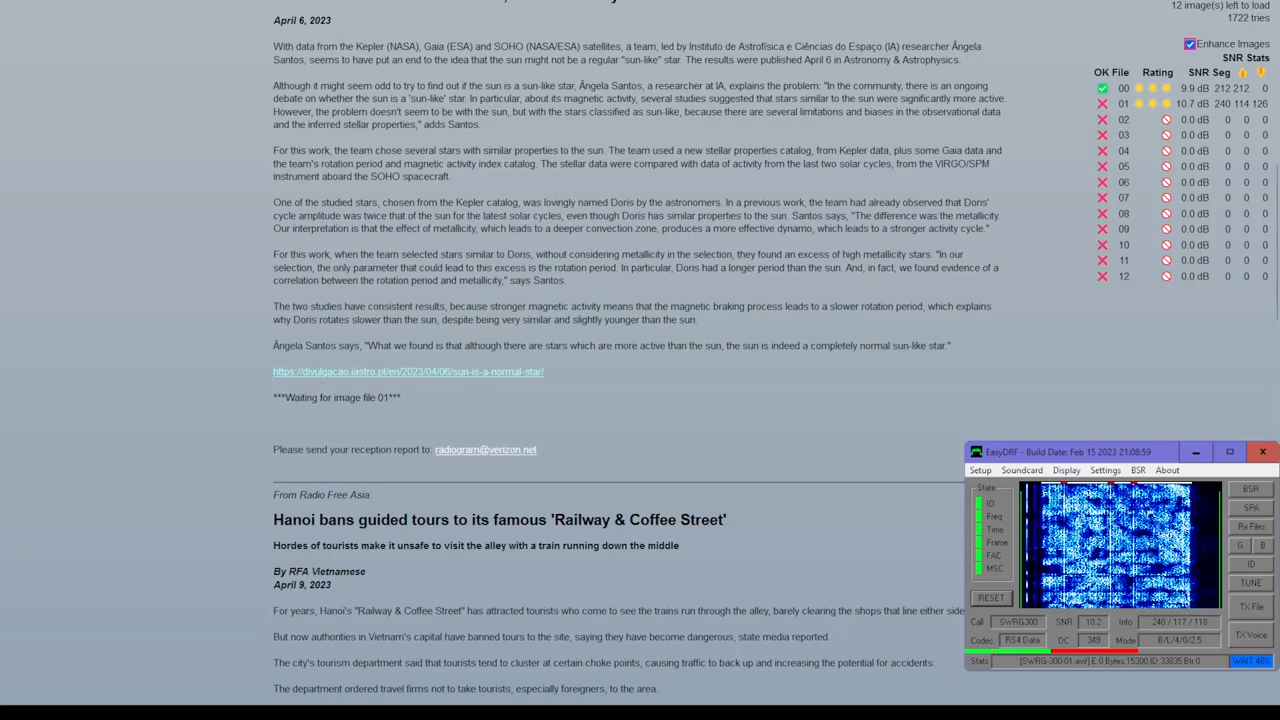 April 6, 2023
With data from the Kepler (NASA), Gaia (ESA) and SOHO (NASA/ESA) satellites, a team, led by Instituto de Astrofísica e Ciências do Espaço (IA) researcher Ângela
Santos, seems to have put an end to the idea that the sun might not be a regular "sun-like" star. The results were published April 6 in Astronomy & Astrophysics.
Although it might seem odd to try to find out if the sun is a sun-like star, Ângela Santos, a researcher at IA, explains the problem: "In the community, there is an ongoing
debate on whether the sun is a 'sun-like' star. In particular, about its magnetic activity, several studies suggested that stars similar to the sun were significantly more active.
However, the problem doesn't seem to be with the sun, but with the stars classified as sun-like, because there are several limitations and biases in the observational data
and the inferred stellar properties," adds Santos.
For this work, the team chose several stars with similar properties to the sun. The team used a new stellar properties catalog, from Kepler data, plus some Gaia data and
the team's rotation period and magnetic activity index catalog. The stellar data were compared with data of activity from the last two solar cycles, from the VIRGO/SPM
instrument aboard the SOHO spacecraft.
One of the studied stars, chosen from the Kepler catalog, was lovingly named Doris by the astronomers. In a previous work, the team had already observed that Doris'
cycle amplitude was twice that of the sun for the latest solar cycles, even though Doris has similar properties to the sun. Santos says, "The difference was the metallicity.
Our interpretation is that the effect of metallicity, which leads to a deeper convection zone, produces a more effective dynamo, which leads to a stronger activity cycle."
For this work, when the team selected stars similar to Doris, without considering metallicity in the selection, they found an excess of high metallicity stars. "In our
selection, the only parameter that could lead to this excess is the rotation period. In particular, Doris had a longer period than the sun. And, in fact, we found evidence of a
correlation between the rotation period and metallicity," says Santos.
The two studies have consistent results, because stronger magnetic activity means that the magnetic braking process leads to a slower rotation period, which explains
why Doris rotates slower than the sun, despite being very similar and slightly younger than the sun.
Ângela Santos says, "What we found is that although there are stars which are more active than the sun, the sun is indeed a completely normal sun-like star."
https://divulgacao.iastro.pt/en/2023/04/06/sun-is-a-normal-star/
***Waiting for image file 01***
Please send your reception report to: radiogram@verizon.net
From Radio Free Asia:
Hanoi bans guided tours to its famous 'Railway & Coffee Street'
Hordes of tourists make it unsafe to visit the alley with a train running down the middle
By RFA Vietnamese
April 9, 2023
For years, Hanoi's "Railway & Coffee Street" has attracted tourists who come to see the trains run through the alley, barely clearing the shops that line either side
But now authorities in Vietnam's capital have banned tours to the site, saying they have become dangerous, state media reported.
The city's tourism department said that tourists tend to cluster at certain choke points, causing traffic to back up and increasing the potential for accidents.
The department ordered travel firms not to take tourists, especially foreigners, to the area.
12 image(s) left to load
1722 tries
Enhance Images
SNR Stats
OK File Rating SNR Seg
00 9.9 dB 212 212 0
01 10.7 dB 240 114 126
02 0.0 dB 0 0 0
03 0.0 dB 0 0 0
04 0.0 dB 0 0 0
05 0.0 dB 0 0 0
06 0.0 dB 0 0 0
07 0.0 dB 0 0 0
08 0.0 dB 0 0 0
09 0.0 dB 0 0 0
10 0.0 dB 0 0 0
11 0.0 dB 0 0 0
12 0.0 dB 0 0 0
EasyDRF - Build Date: Feb 15 2023 21:08:59
Setup Soundcard Display Settings BSR About
State
IO
Freq
Time
Frame
FAC
MSC
RESET
BSR
SPA
Rx Files
G B
ID
TUNE
TX File
TX Voice
Call SWRG300 SNR 10.2 Info 240 / 117 / 118
Codec RS4 Data DC 349 Mode B/L/4/0/2.5
Stats [SWRG-300-01.avif] E:0 Bytes:15300 ID:33835 Bfr:0 WAIT 48%